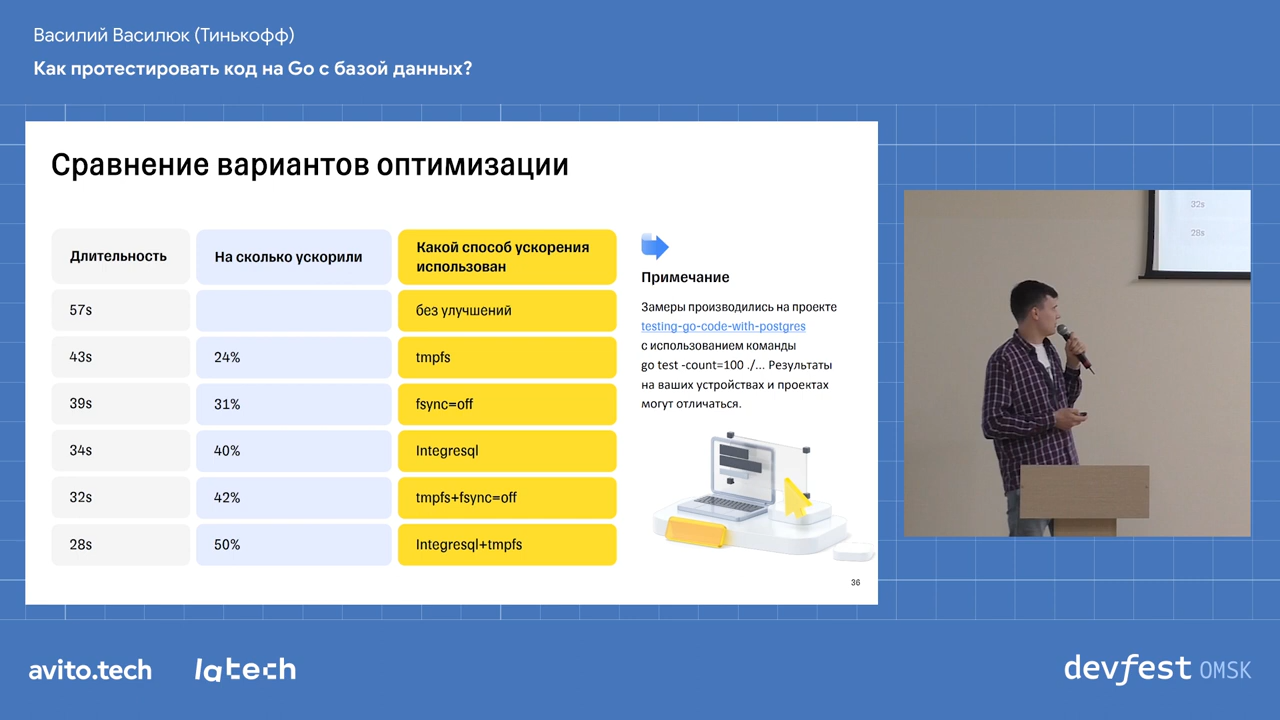 Василий Василюк (Тинькофф)
Как протестировать код на Go с базой данных?
Сравнение вариантов оптимизации
Длительность На сколько ускорили Какой способ ускорения
использован
57s без улучшений
43s 24% tmpfs
39s 31% fsync=off
34s 40% Integresql
32s 42% tmpfs+fsync=off
28s 50% Integresql+tmpfs
Примечание
Замеры производились на проекте
testing-go-code-with-postgres
с использованием команды
go test -count=100 ./... Результаты
на ваших устройствах и проектах
могут отличаться.
36
32s
28s
avito.tech latech devfest OMSK